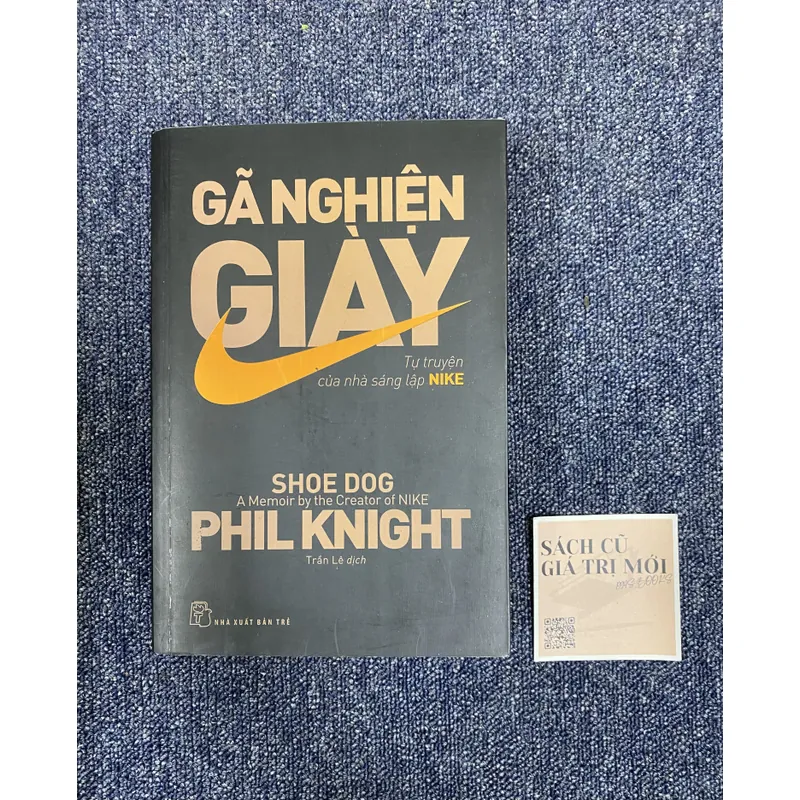 GÃ NGHIỆN
GIÀY
Tự truyện
của nhà sáng lập NIKE
SHOE DOG
A Memoir by the Creator of NIKE
PHIL KNIGHT
Trần Lê dịch
NHÀ XUẤT BẢN TRẺ
SÁCH CŨ
GIÁ TRỊ MỚI